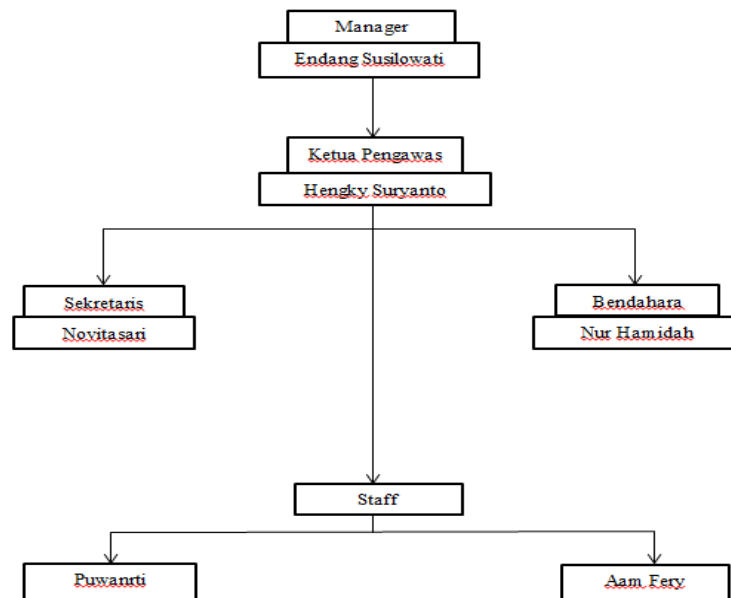 Manager
Endang Susilowati
Ketua Pengawas
Hengky Suryanto
Sekretaris
Novitasari
Bendahara
Nur Hamidah
Staff
Puwanrti
Aam Fery